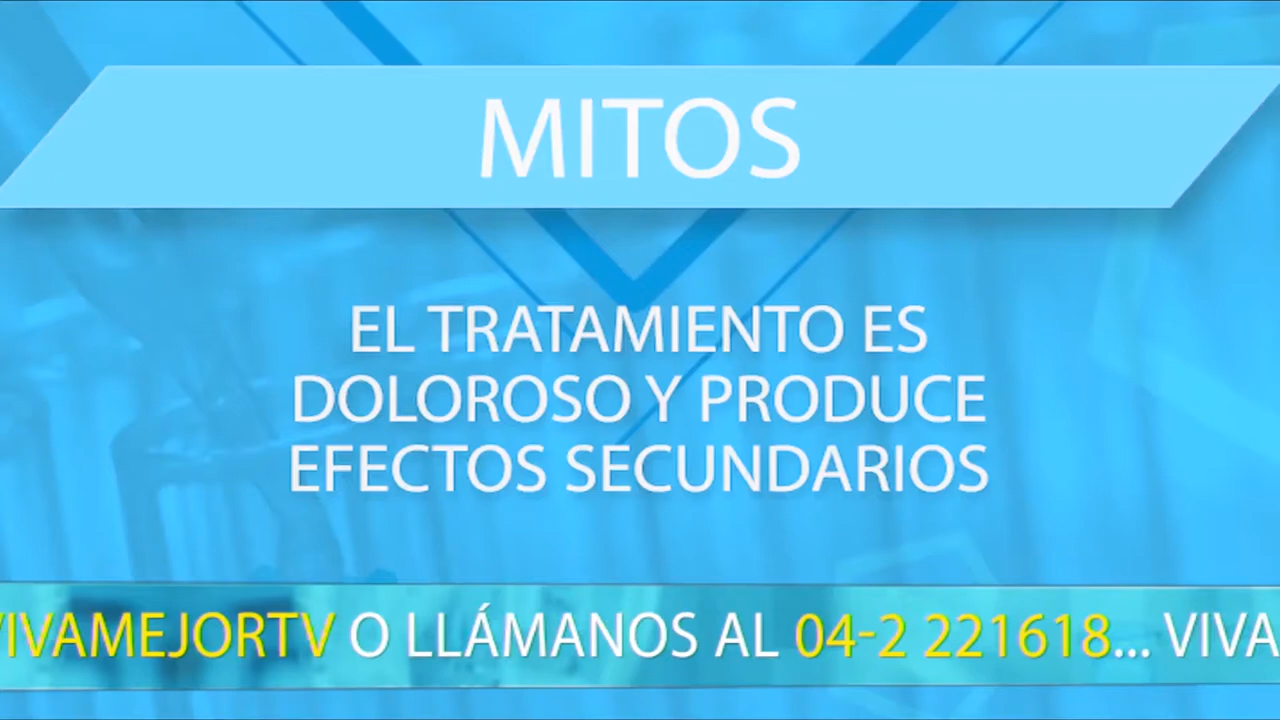 MITOS
EL TRATAMIENTO ES
DOLOROSO Y PRODUCE
EFECTOS SECUNDARIOS
VIVAMEJORTV O LLÁMANOS AL 04-2 221618... VIVA